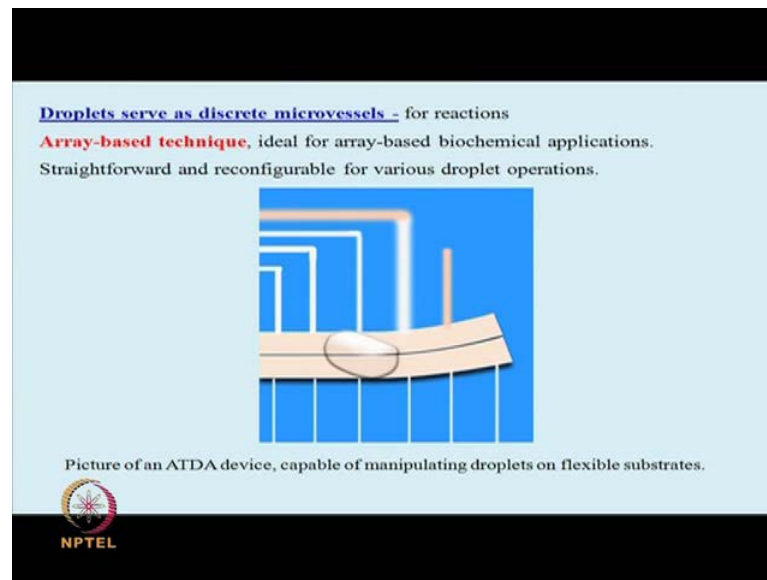 Droplets serve as discrete microvessels - for reactions
Array-based technique, ideal for array-based biochemical applications.
Straightforward and reconfigurable for various droplet operations.
Picture of an ATDA device, capable of manipulating droplets on flexible substrates.
NPTEL